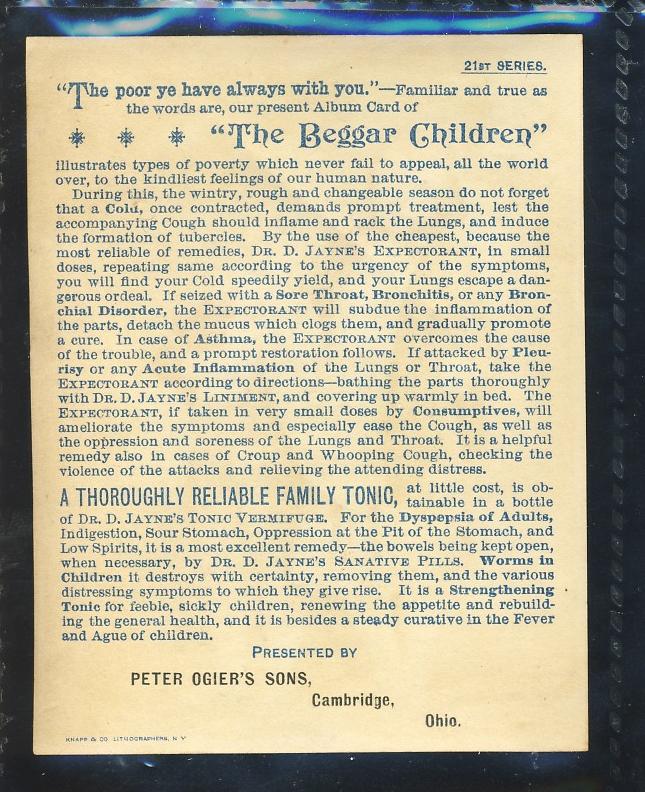 21ST SERIES.
"The poor ye have always with you."—Familiar and true as
the words are, our present Album Card of
"The Beggar Children"
illustrates types of poverty which never fail to appeal, all the world
over, to the kindliest feelings of our human nature.
During this, the wintry, rough and changeable season do not forget
that a Cold, once contracted, demands prompt treatment, lest the
accompanying Cough should inflame and rack the Lungs, and induce
the formation of tubercles. By the use of the cheapest, because the
most reliable of remedies, DR. D. JAYNE'S EXPECTORANT, in small
doses, repeating same according to the urgency of the symptoms,
you will find your Cold speedily yield, and your Lungs escape a dan-
gerous ordeal. If seized with a Sore Throat, Bronchitis, or any Bron-
chial Disorder, the EXPECTORANT will subdue the inflammation of
the parts, detach the mucus which clogs them, and gradually promote
a cure. In case of Asthma, the EXPECTORANT overcomes the cause
of the trouble, and a prompt restoration follows. If attacked by Pleu-
risy or any Acute Inflammation of the Lungs or Throat, take the
EXPECTORANT according to directions—bathing the parts thoroughly
with DR. D. JAYNE'S LINIMENT, and covering up warmly in bed. The
EXPECTORANT, if taken in very small doses by Consumptives, will
ameliorate the symptoms and especially ease the Cough, as well as
the oppression and soreness of the Lungs and Throat. It is a helpful
remedy also in cases of Croup and Whooping Cough, checking the
violence of the attacks and relieving the attending distress.
A THOROUGHLY RELIABLE FAMILY TONIC, at little cost, is ob-
tainable in a bottle
of DR. D. JAYNE'S TONIC VERMIFUGE. For the Dyspepsia of Adults,
Indigestion, Sour Stomach, Oppression at the Pit of the Stomach, and
Low Spirits, it is a most excellent remedy—the bowels being kept open,
when necessary, by DR. D. JAYNE'S SANATIVE PILLS. Worms in
Children it destroys with certainty, removing them, and the various
distressing symptoms to which they give rise. It is a Strengthening
Tonic for feeble, sickly children, renewing the appetite and rebuild-
ing the general health, and it is besides a steady curative in the Fever
and Ague of children.
PRESENTED BY
PETER OGIER'S SONS,
Cambridge,
Ohio.
KNAPP & CO. LITHOGRAPHERS, N Y